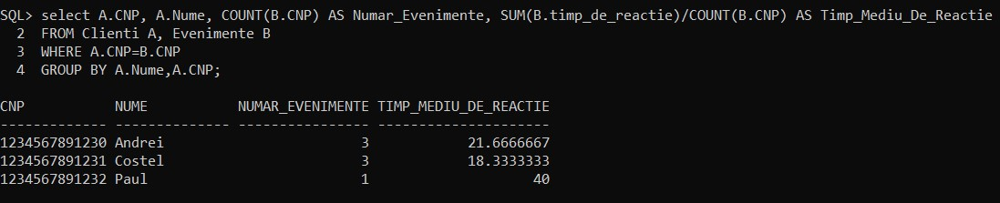 SQL> select A.CNP, A.Nume, COUNT(B.CNP) AS Numar_Evenimente, SUM(B.timp_de_reactie)/COUNT(B.CNP) AS Timp_Mediu_De_Reactie
  2  FROM Clienti A, Evenimente B
  3  WHERE A.CNP=B.CNP
  4  GROUP BY A.Nume,A.CNP;

CNP           NUME           NUMAR_EVENIMENTE TIMP_MEDIU_DE_REACTIE
------------- -------------- ---------------- ---------------------
1234567891230 Andrei                        3            21.6666667
1234567891231 Costel                        3            18.3333333
1234567891232 Paul                          1                    40